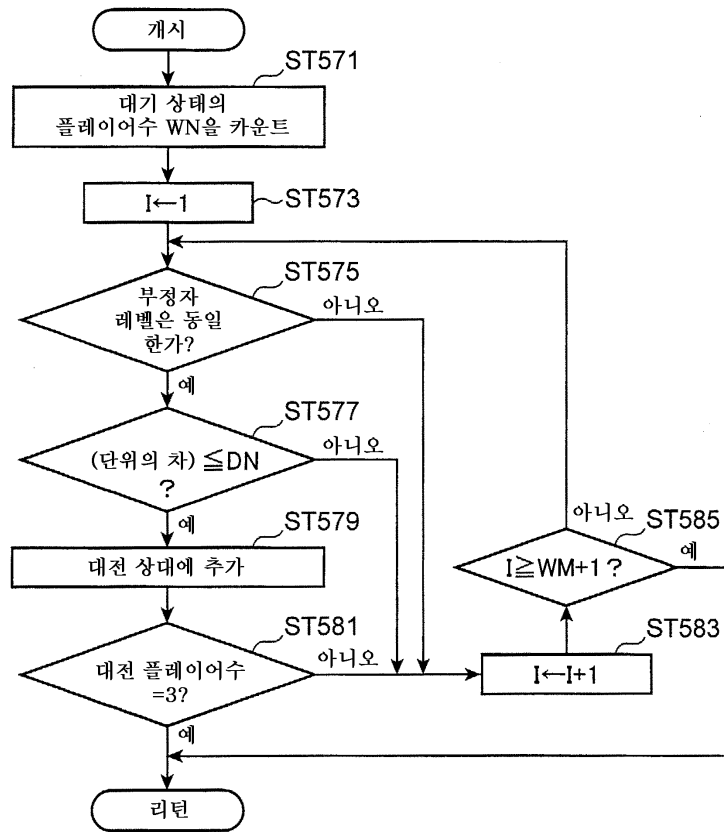 개시
ST571
대기 상태의
플레이어수 WN을 카운트
I←1
ST573
ST575
부정자
레벨은 동일
한가?
아니오
예
ST577
(단위의 차) ≦DN
?
아니오
예
ST579
대전 상대에 추가
ST581
대전 플레이어수
=3?
아니오
예
ST583
I←I+1
ST585
I≧WM+1?
아니오
예
리턴